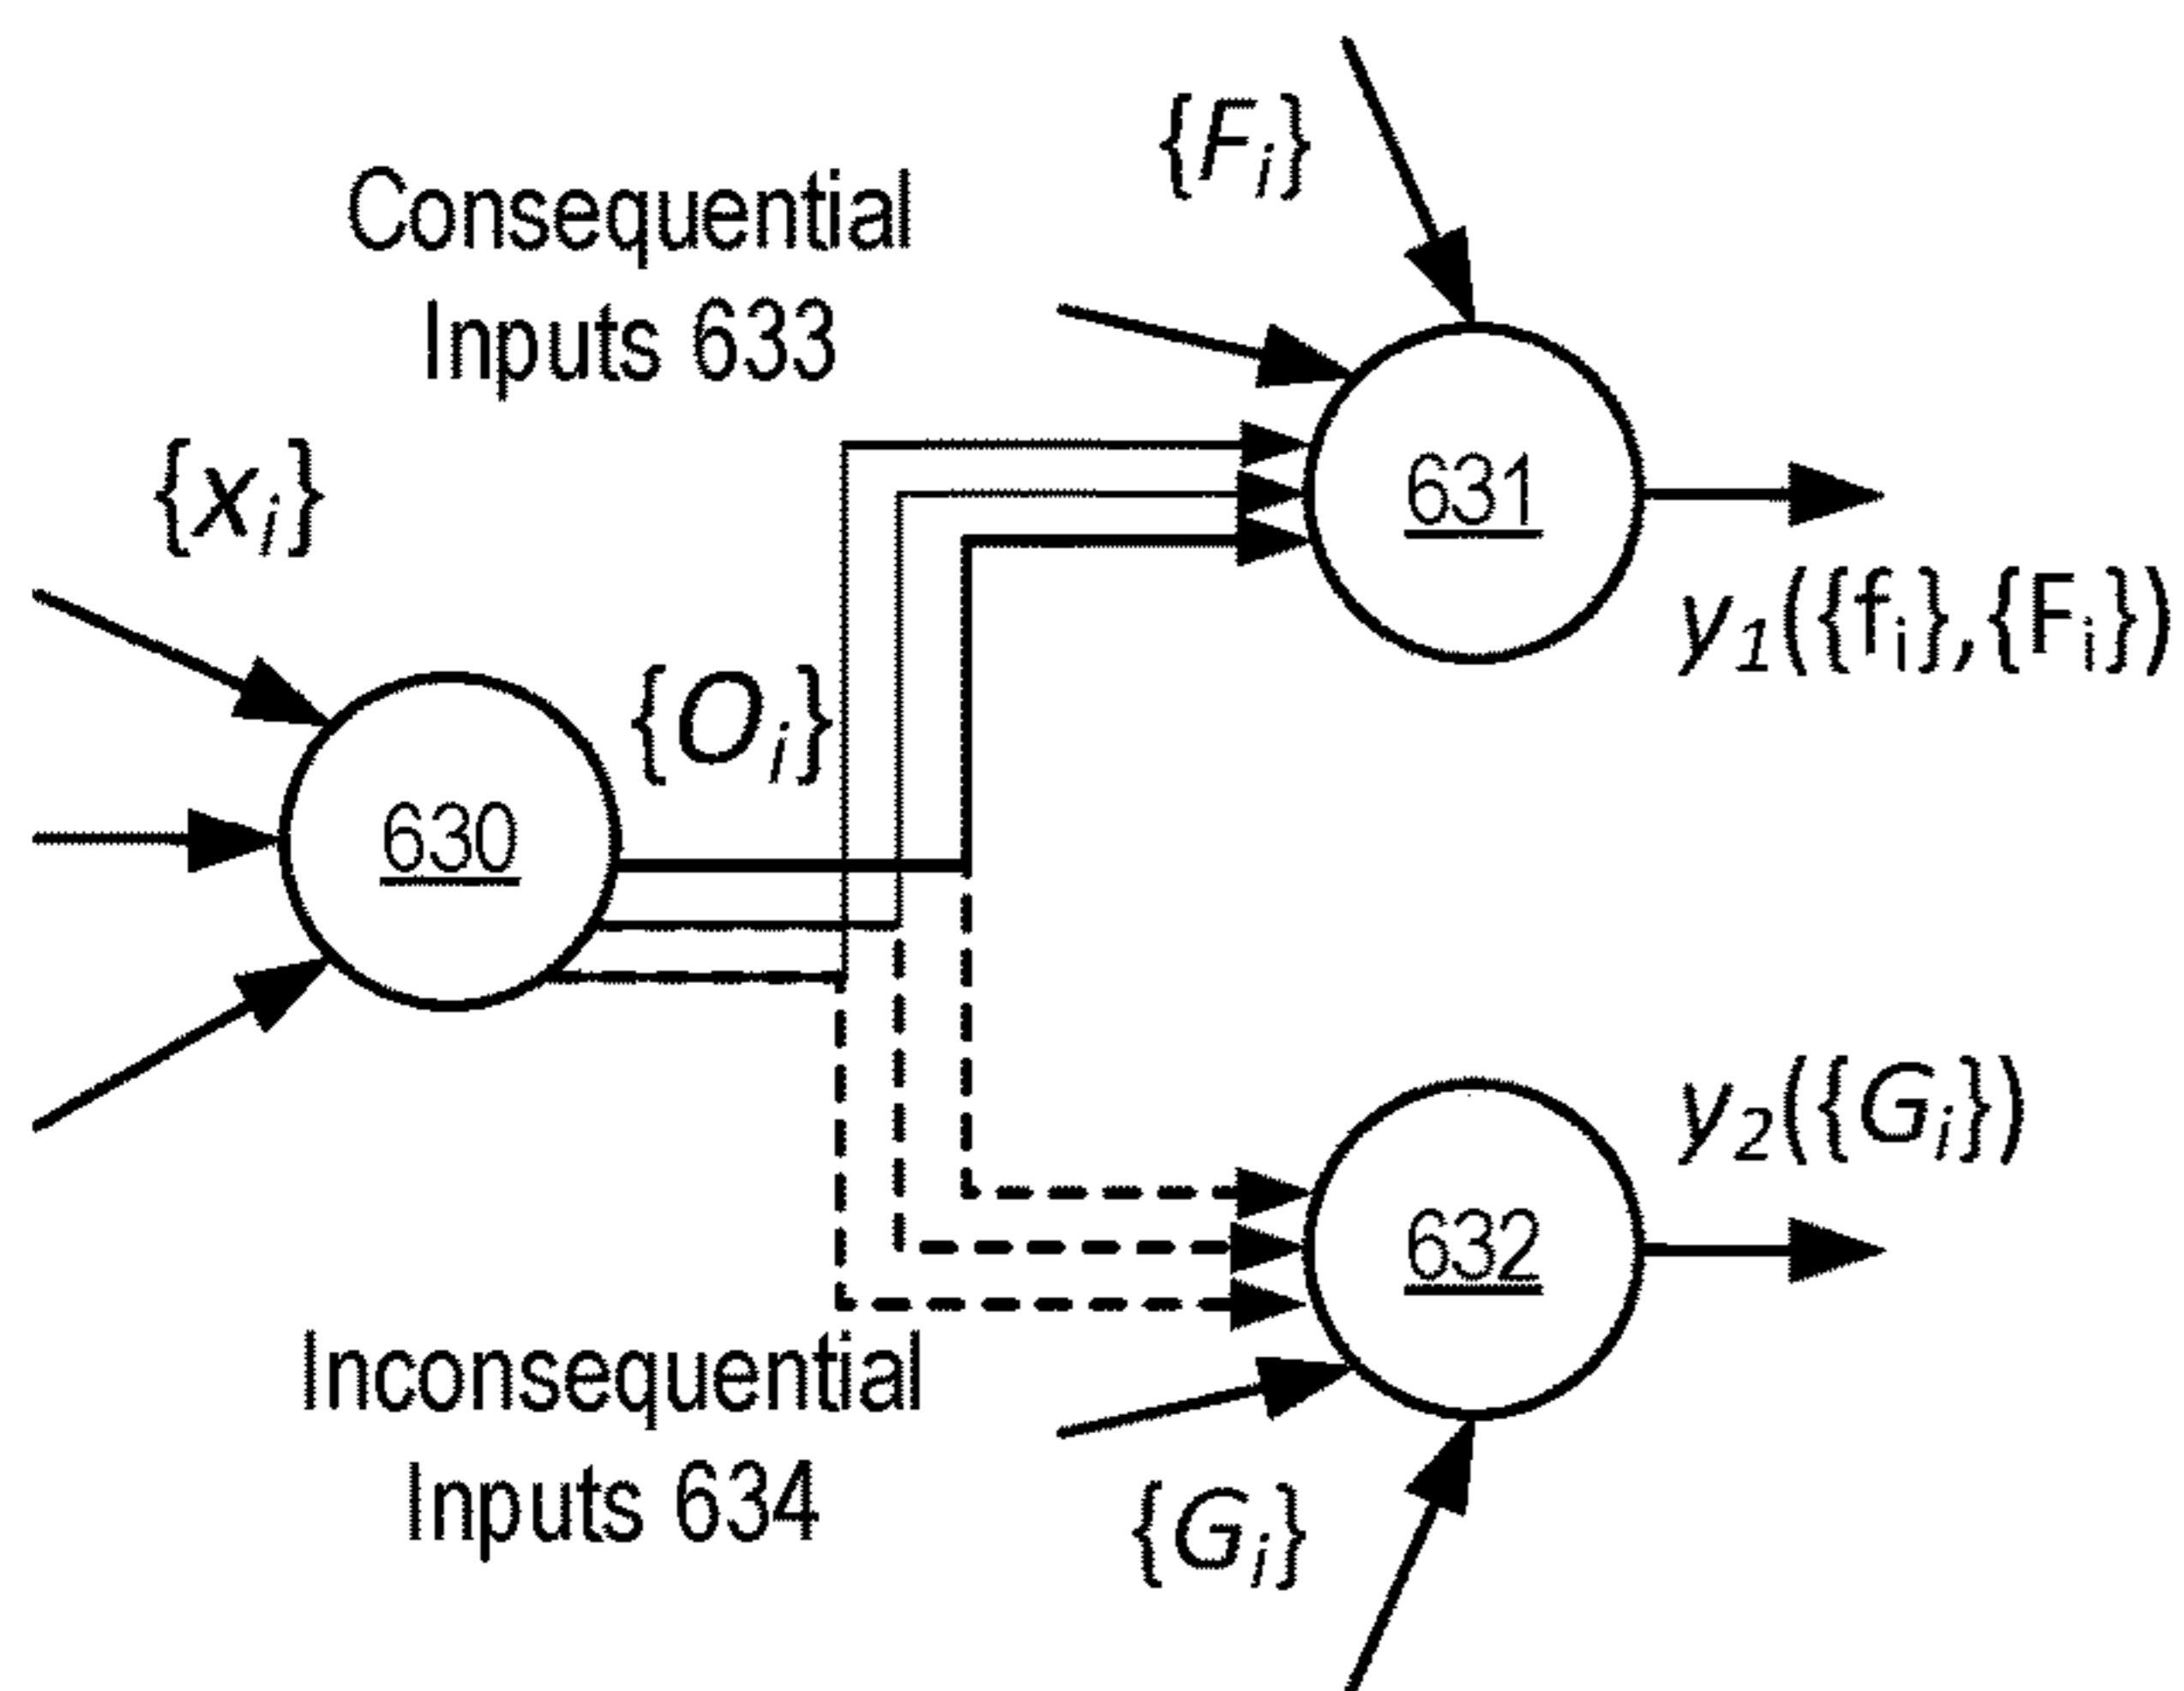 {Fᵢ}
Consequential
Inputs 633
{xᵢ}
631
y₁({fᵢ},{Fᵢ})
{Oᵢ}
630
y₂({Gᵢ})
632
Inconsequential
Inputs 634
{Gᵢ}